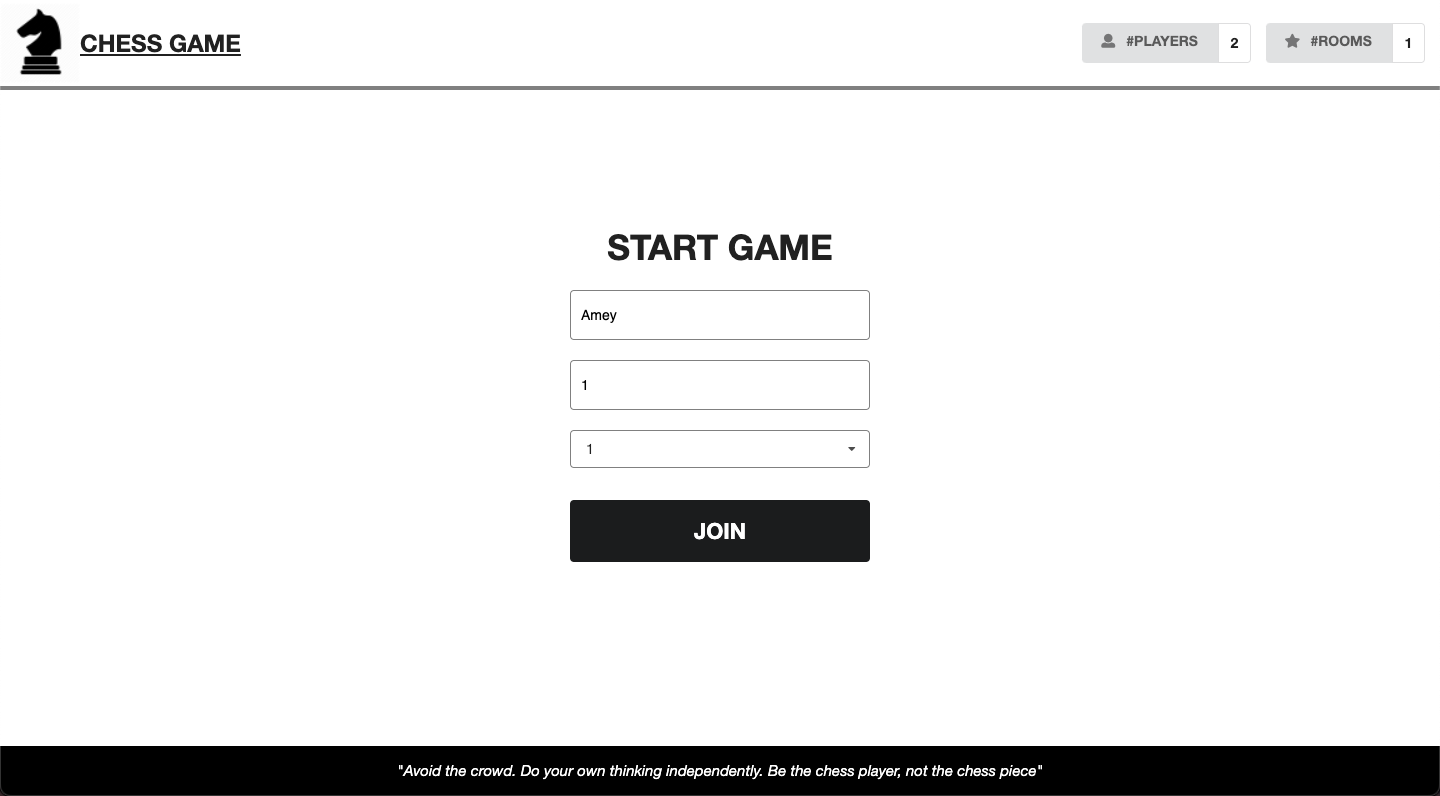 CHESS GAME
#PLAYERS 2
#ROOMS 1
START GAME
Amey
1
1
JOIN
"Avoid the crowd. Do your own thinking independently. Be the chess player, not the chess piece"